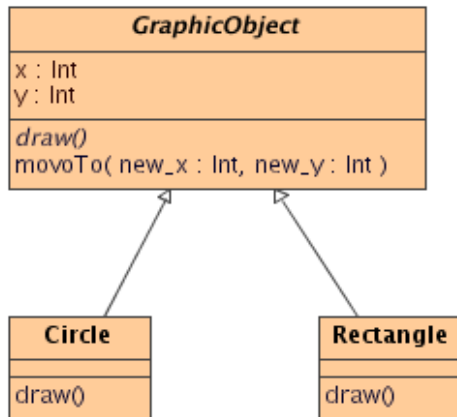 GraphicObject
x : Int
y : Int
draw()
movoTo( new_x : Int, new_y : Int )
Circle
draw()
Rectangle
draw()